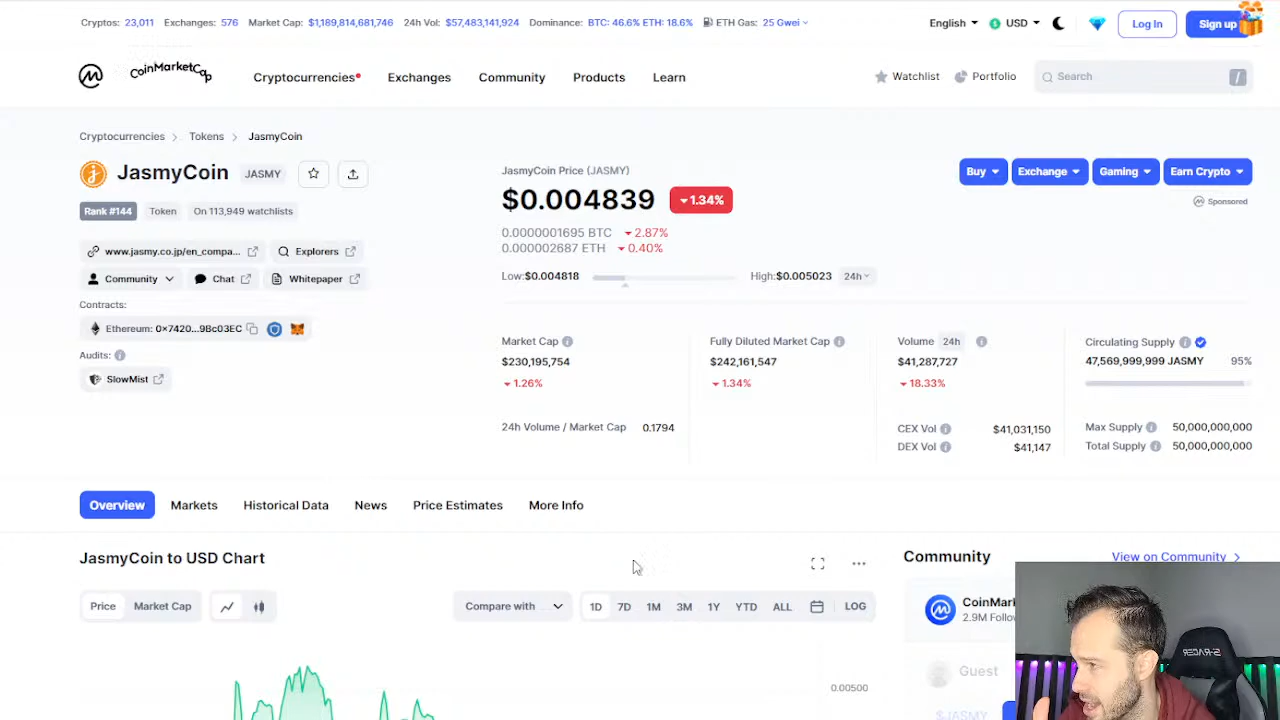 Cryptos: 23,011 Exchanges: 576 Market Cap: $1,189,814,681,746 24h Vol: $57,483,141,924 Dominance: BTC: 46.6% ETH: 18.6% ETH Gas: 25 Gwei English USD Log In Sign up
CoinMarketCap Cryptocurrencies Exchanges Community Products Learn Watchlist Portfolio Search /
Cryptocurrencies > Tokens > JasmyCoin
JasmyCoin JASMY
Rank #144 Token On 113,949 watchlists
www.jasmy.co.jp/en_compa... Explorers
Community Chat Whitepaper
Contracts:
Ethereum: 0x7420...9Bc03EC
Audits:
SlowMist
JasmyCoin Price (JASMY)
$0.004839 1.34%
0.0000001695 BTC 2.87%
0.000002687 ETH 0.40%
Low: $0.004818 High: $0.005023 24h
Buy Exchange Gaming Earn Crypto
Sponsored
Market Cap
$230,195,754
1.26%
24h Volume / Market Cap 0.1794
Fully Diluted Market Cap
$242,161,547
1.34%
Volume 24h
$41,287,727
18.33%
CEX Vol $41,031,150
DEX Vol $41,147
Circulating Supply
47,569,999,999 JASMY 95%
Max Supply 50,000,000,000
Total Supply 50,000,000,000
Overview Markets Historical Data News Price Estimates More Info
JasmyCoin to USD Chart
Price Market Cap Compare with 1D 7D 1M 3M 1Y YTD ALL LOG
0.00500
Community View on Community >
CoinMark
2.9M Follow
Guest
$JASMY